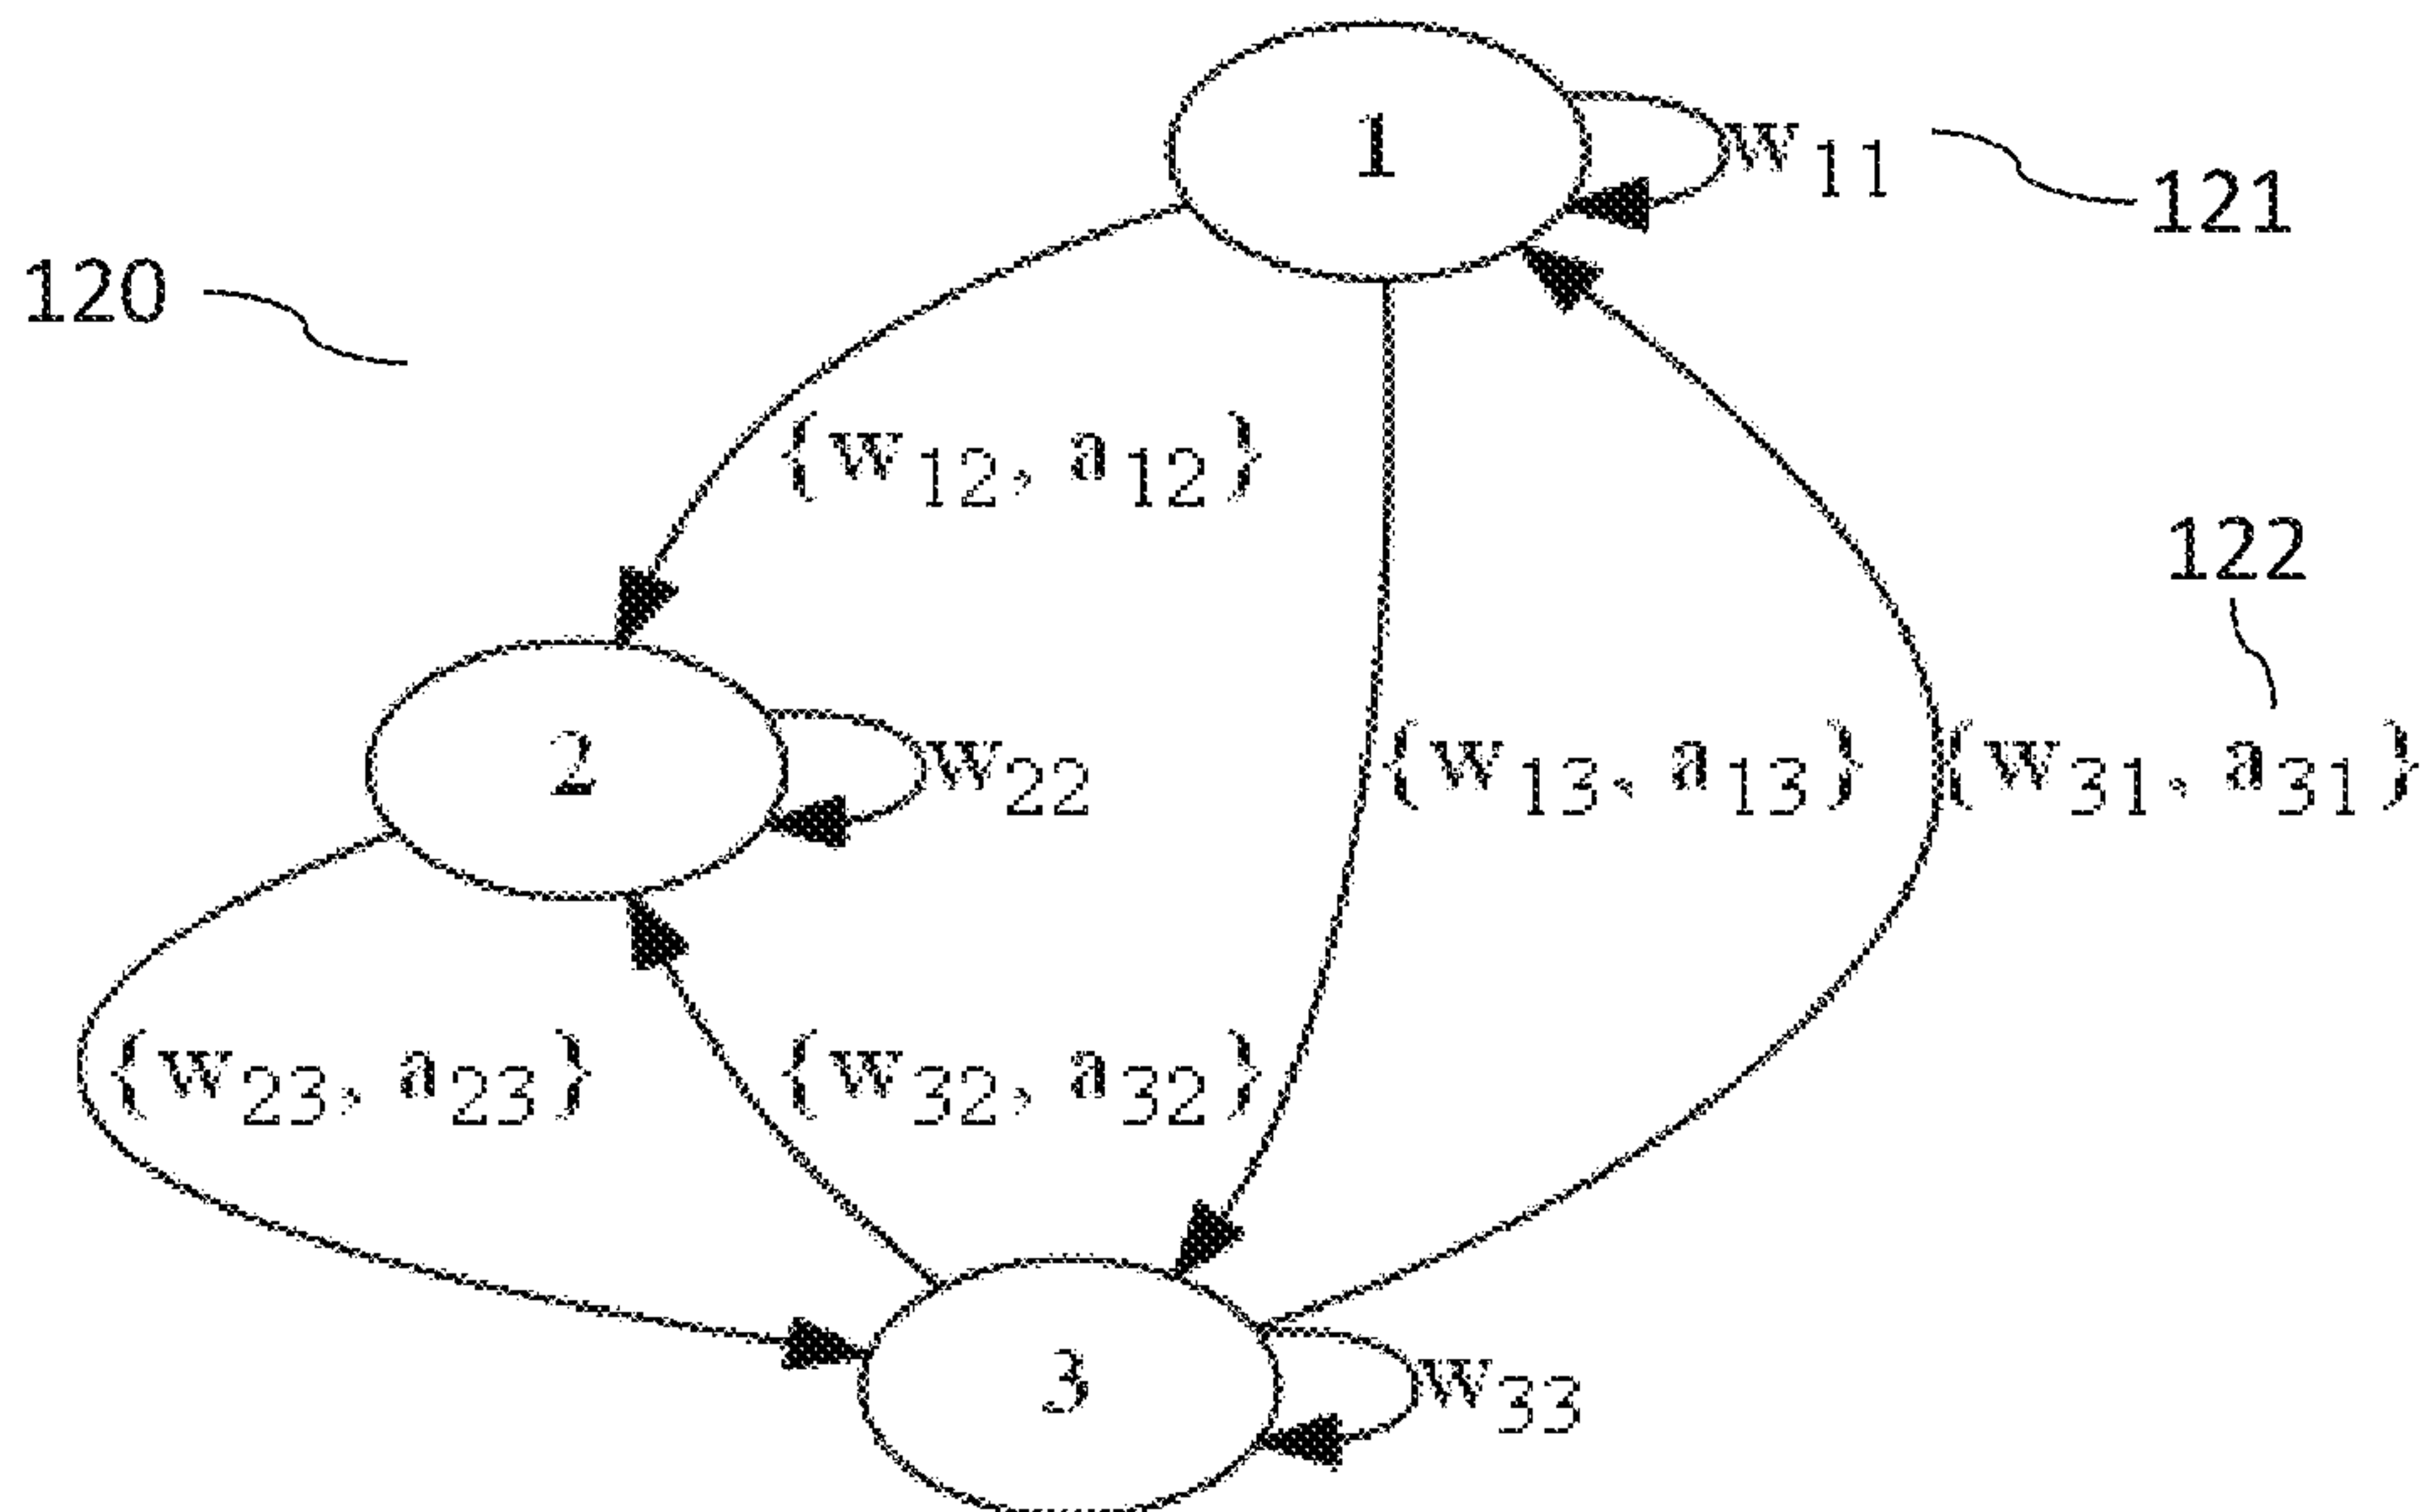 1
w11
121
120
{w12, a12}
122
2
w22
{w13, a13}
{w31, a31}
{w23, a23}
{w32, a32}
3
w33